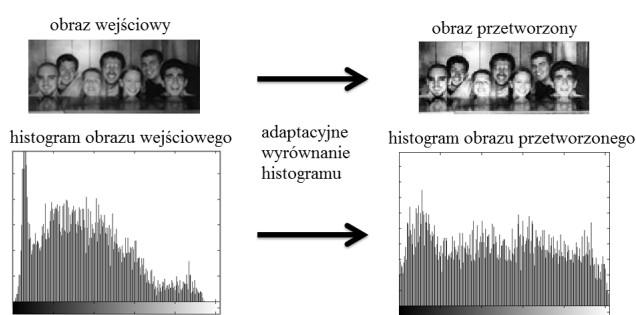 obraz wejściowy
obraz przetworzony
histogram obrazu wejściowego
adaptacyjne
wyrównanie
histogramu
histogram obrazu przetworzonego